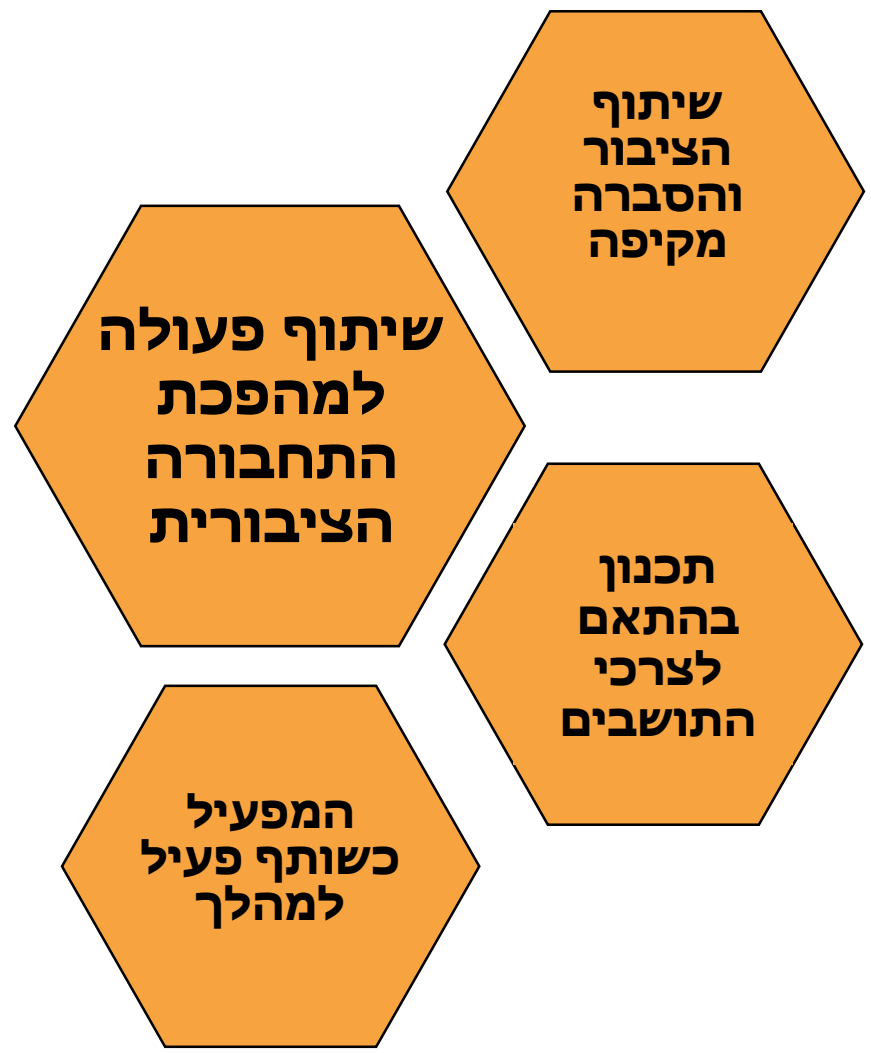 שיתוף
הציבור
והסברה
מקיפה
שיתוף פעולה
למהפכת
התחבורה
הציבורית
תכנון
בהתאם
לצרכי
התושבים
המפעיל
כשותף פעיל
למהלך